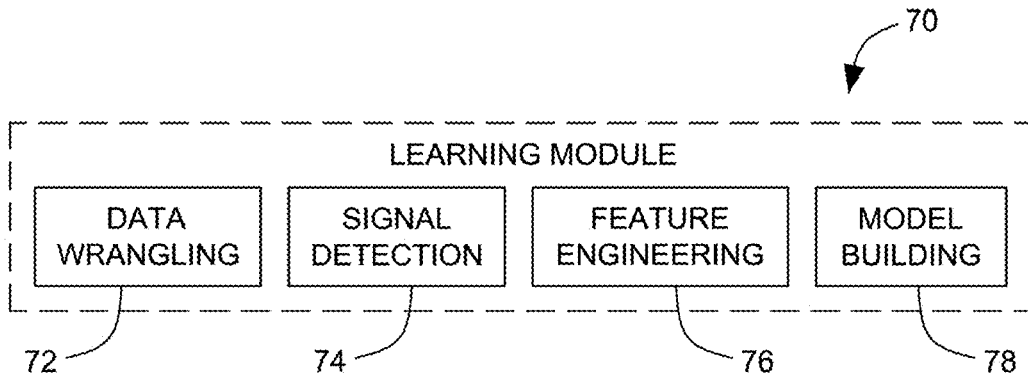 70
LEARNING MODULE
DATA
WRANGLING
SIGNAL
DETECTION
FEATURE
ENGINEERING
MODEL
BUILDING
72
74
76
78